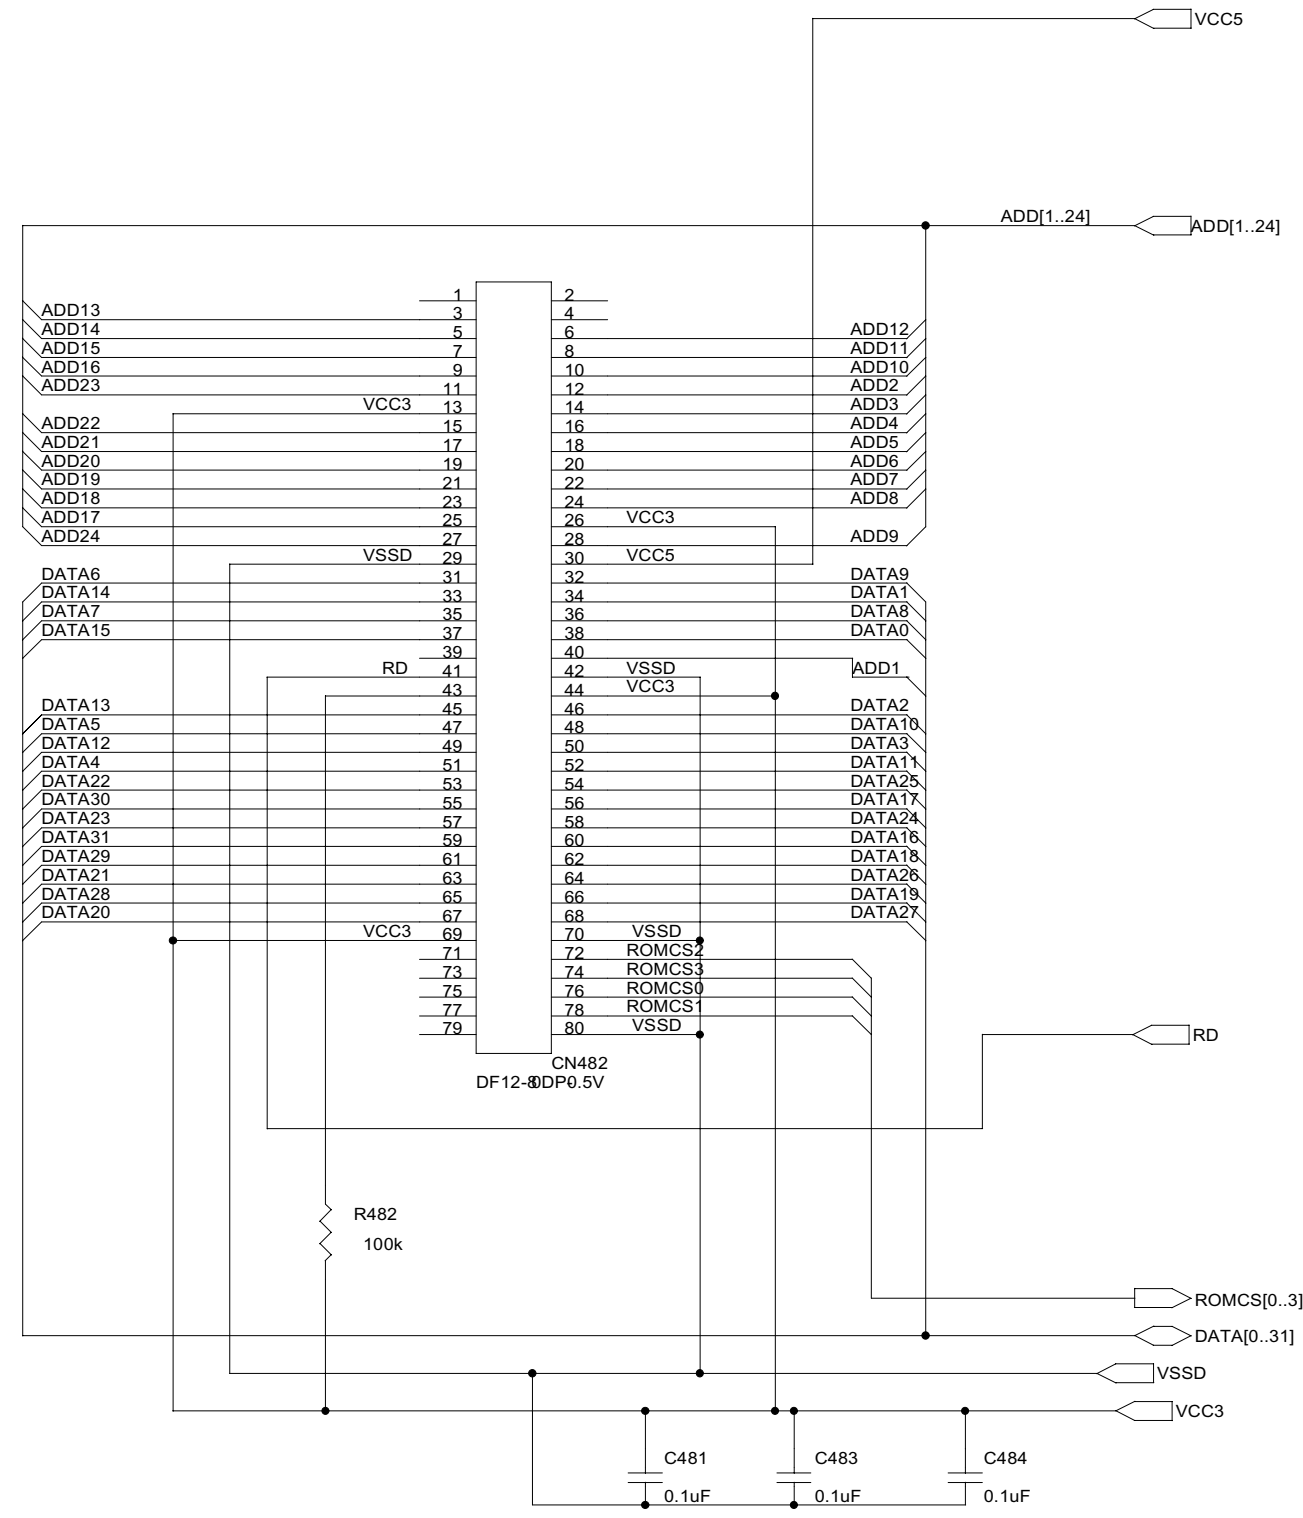 VCC5
ADD[1..24] ADD[1..24]
1 2
ADD13 3 4
ADD14 5 6 ADD12
ADD15 7 8 ADD11
ADD16 9 10 ADD10
ADD23 11 12 ADD2
VCC3 13 14 ADD3
ADD22 15 16 ADD4
ADD21 17 18 ADD5
ADD20 19 20 ADD6
ADD19 21 22 ADD7
ADD18 23 24 ADD8
ADD17 25 26 VCC3
ADD24 27 28 ADD9
VSSD 29 30 VCC5
DATA6 31 32 DATA9
DATA14 33 34 DATA1
DATA7 35 36 DATA8
DATA15 37 38 DATA0
39 40
RD 41 42 VSSD ADD1
43 44 VCC3
DATA13 45 46 DATA2
DATA5 47 48 DATA10
DATA12 49 50 DATA3
DATA4 51 52 DATA11
DATA22 53 54 DATA25
DATA30 55 56 DATA17
DATA23 57 58 DATA24
DATA31 59 60 DATA16
DATA29 61 62 DATA18
DATA21 63 64 DATA26
DATA28 65 66 DATA19
DATA20 67 68 DATA27
VCC3 69 70 VSSD
71 72 ROMCS2
73 74 ROMCS3
75 76 ROMCS0
77 78 ROMCS1
79 80 VSSD
RD
CN482
DF12-80DP-0.5V
R482
100k
ROMCS[0..3]
DATA[0..31]
VSSD
VCC3
C481 C483 C484
0.1uF 0.1uF 0.1uF